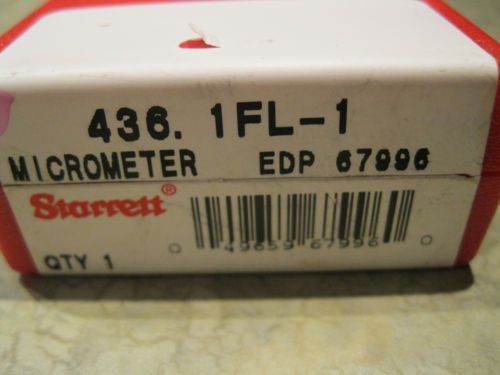 436. 1FL-1
MICROMETER EDP 67996
Starrett®
0 49659 67996 0
QTY 1